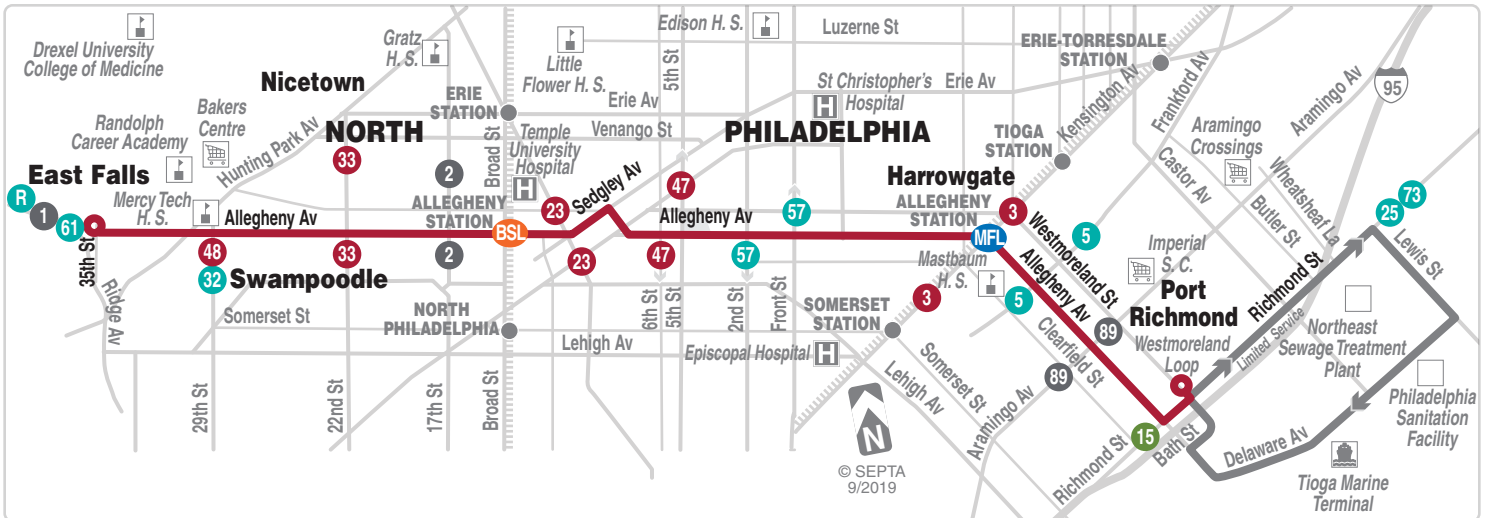 Drexel University
College of Medicine
Nicetown
Gratz
H. S.
Little
Flower H. S.
Edison H. S.
5th St
Luzerne St
ERIE-TORRESDALE
STATION
Kensington Av
Frankford Av
Aramingo Av
95
Bakers
Centre
Randolph
Career Academy
Hunting Park Av
ERIE
STATION
Erie Av
St Christopher's
Hospital
H
Erie Av
NORTH
Broad St
Temple
University
Hospital
H
Venango St
PHILADELPHIA
TIOGA
STATION
Aramingo
Crossings
Castor Av
Butler St
Wheatsheaf La
East Falls
R
1
61
Mercy Tech
H. S.
33
2
ALLEGHENY
STATION
23
Sedgley Av
47
57
Harrowgate
ALLEGHENY
STATION
3
Westmoreland St
5
73
25
Lewis St
Allegheny Av
BSL
Allegheny Av
MFL
35th St
48
32
Swampoodle
33
2
23
47
57
Mastbaum
H. S.
5
Allegheny Av
Imperial
S. C.
Port
Richmond
Richmond St
Limited Service
Westmoreland
Loop
Northeast
Sewage Treatment
Plant
Philadelphia
Sanitation
Facility
Ridge Av
Somerset St
NORTH
PHILADELPHIA
6th St
5th St
2nd St
Front St
SOMERSET
STATION
3
Clearfield St
89
89
Lehigh Av
Episcopal Hospital
H
Somerset St
Lehigh Av
Aramingo Av
29th St
22nd St
17th St
Broad St
N
© SEPTA
9/2019
Richmond St
15
Bath St
Delaware Av
Tioga Marine
Terminal